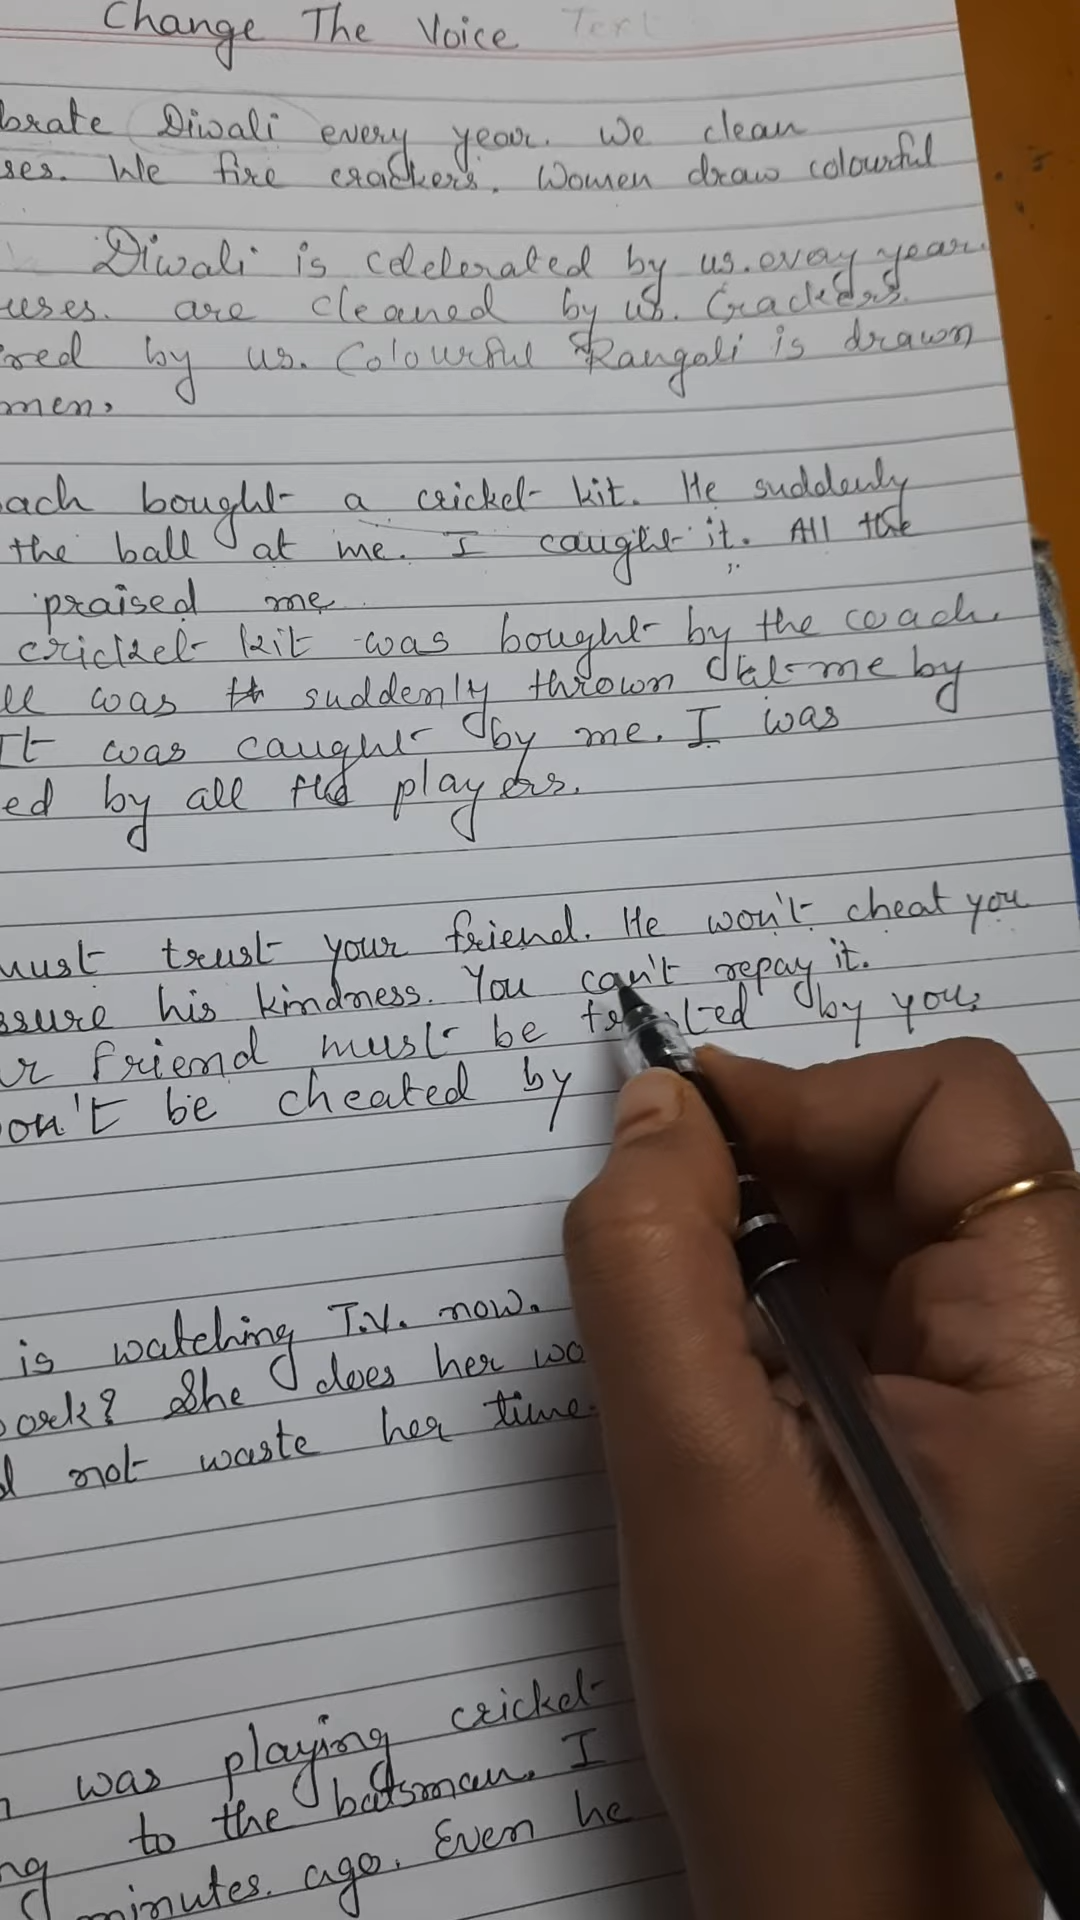 Change The Voice Text
brate Diwali every year. We clean
ses. We fire crackers. Women draw colourful
Diwali is celebrated by us. every year.
uses. are cleaned by us. Crackers
red by us. Colourful Rangoli is drawn
men.
ach bought a cricket kit. He suddenly
the ball at me. I caught it. All the
praised me
cricket kit was bought by the coach.
ll was suddenly thrown at me by
It was caught by me. I was
ed by all the players.
must trust your friend. He won't cheat you
ssure his kindness. You can't repay it.
ur friend must be by you.
on't be cheated by
is watching T.V. now.
ork? She does her wo
not waste her time.
was playing cricket
to the batsman. I
ng minutes. ago. Even he